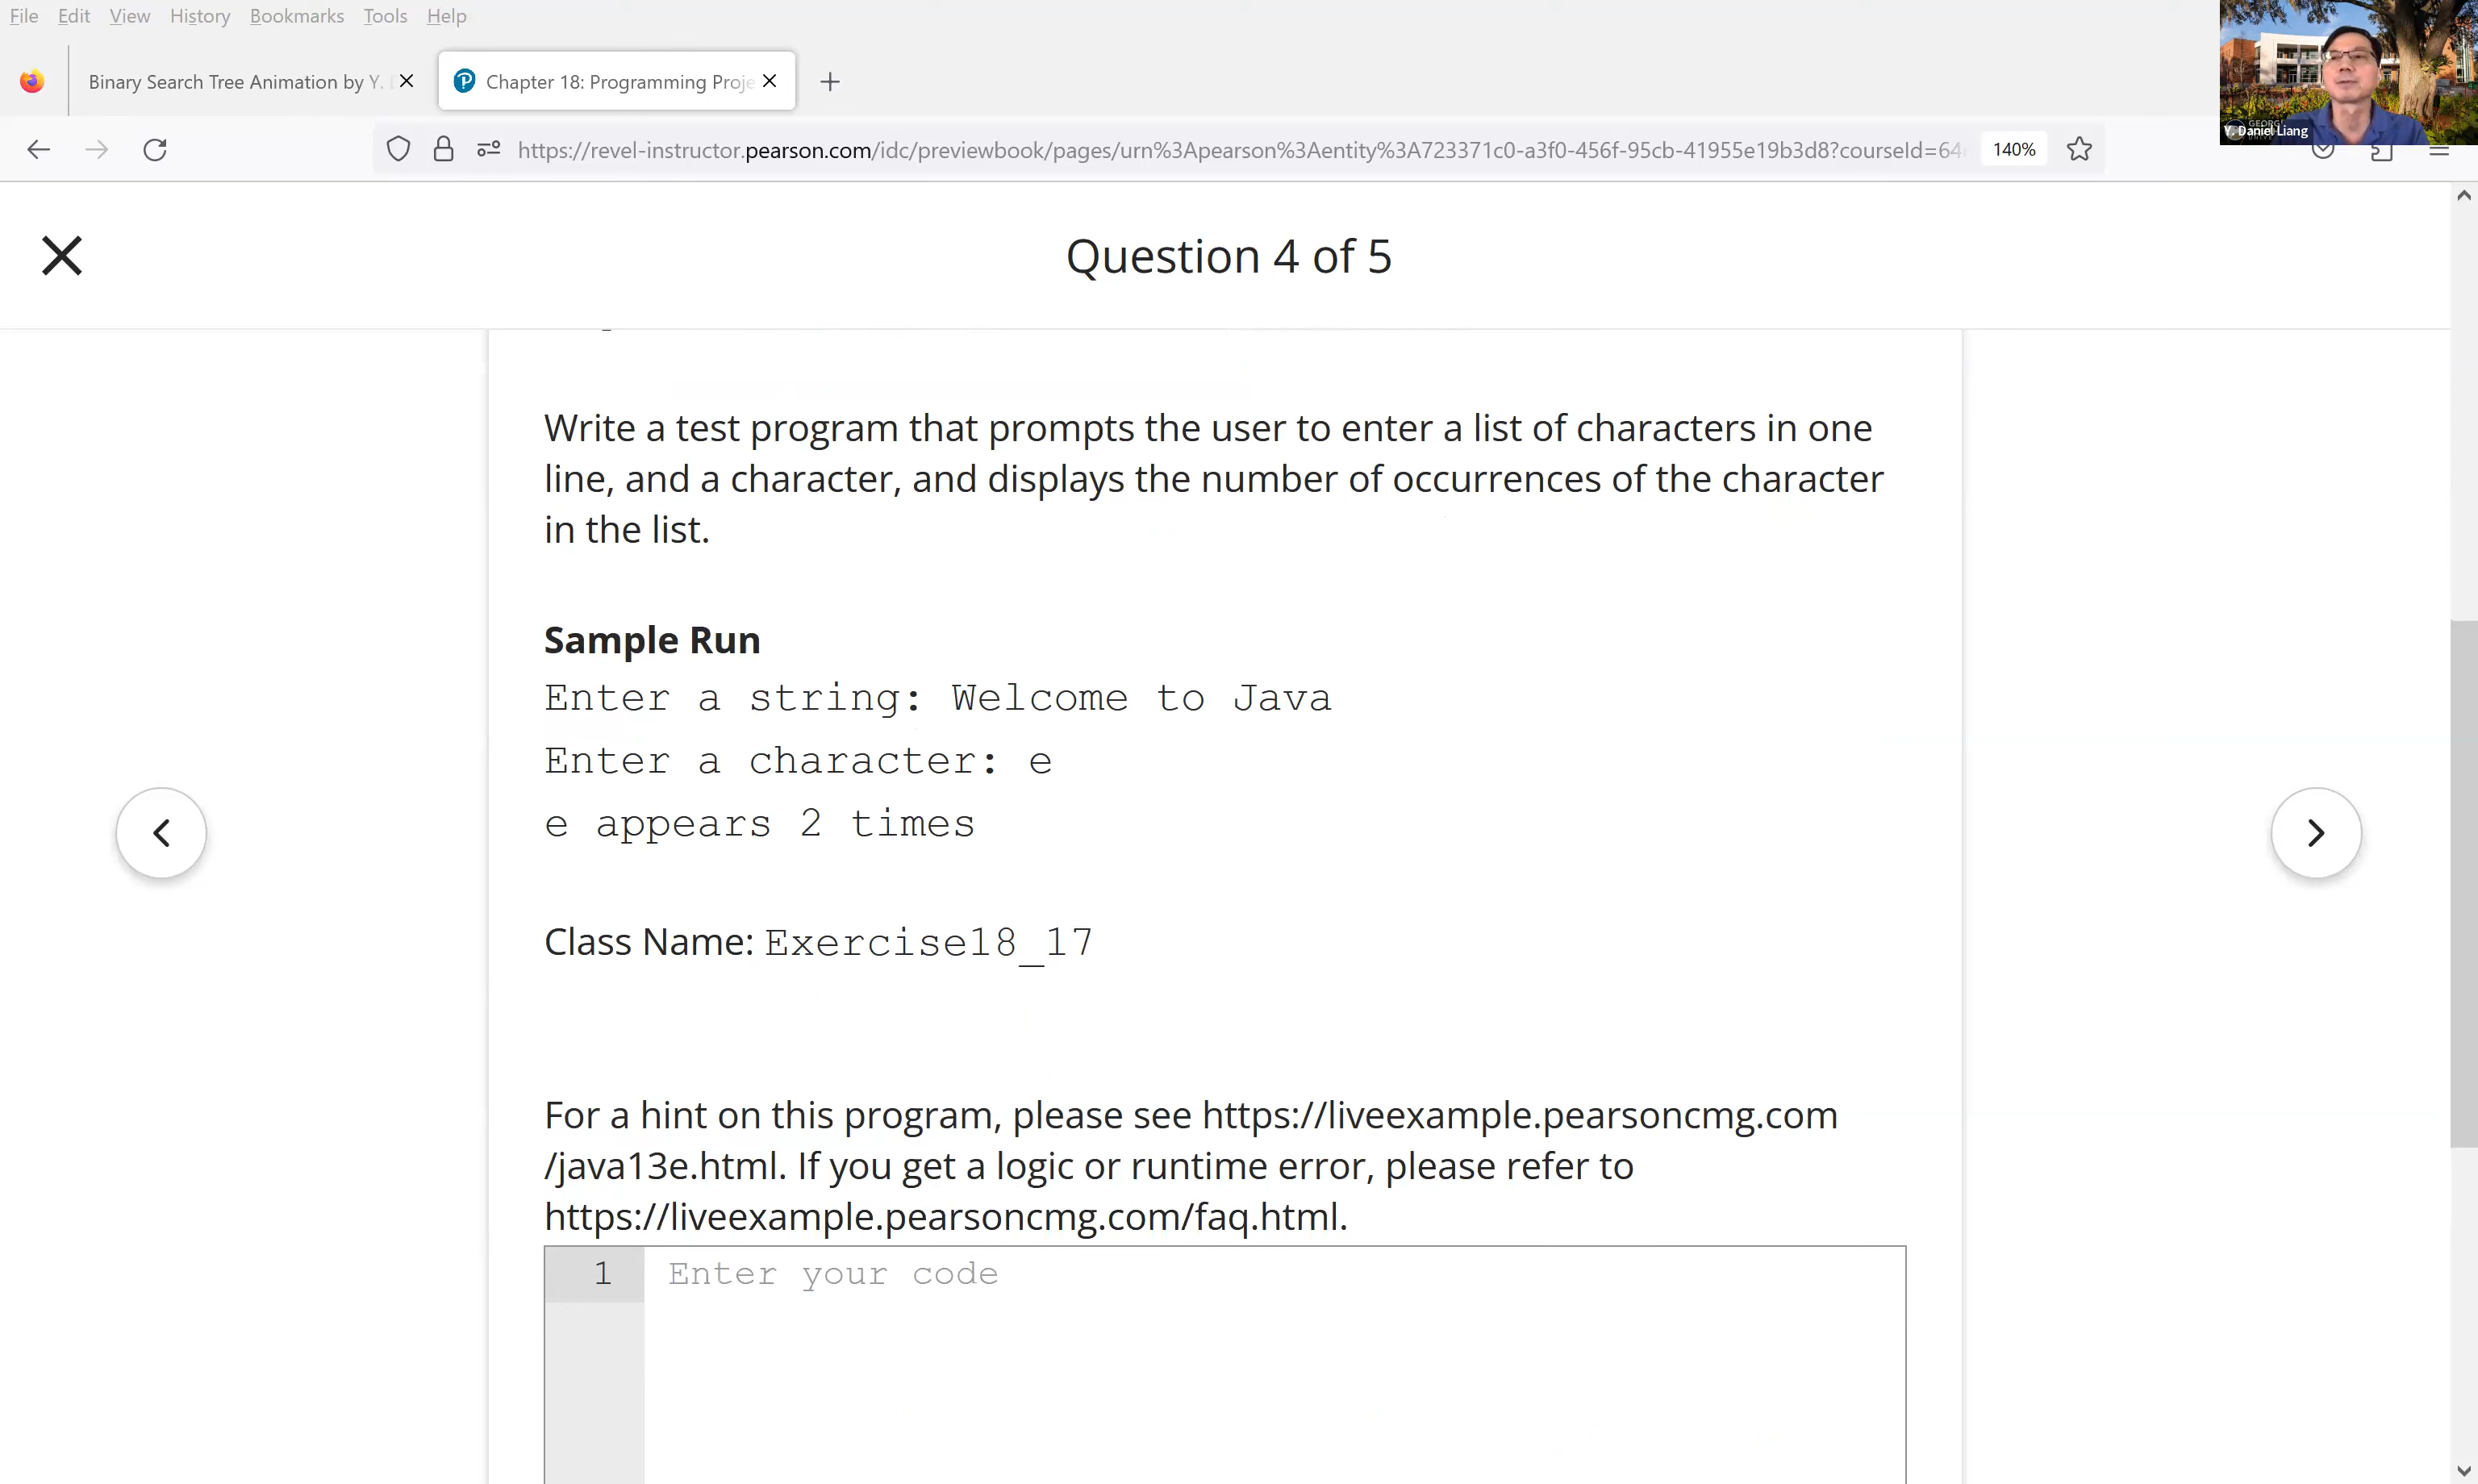 File Edit View History Bookmarks Tools Help
Binary Search Tree Animation by Y.
Chapter 18: Programming Proje
https://revel-instructor.pearson.com/idc/previewbook/pages/urn%3Apearson%3Aentity%3A723371c0-a3f0-456f-95cb-41955e19b3d8?courseId=64
140%
Y. Daniel Liang
Question 4 of 5
Write a test program that prompts the user to enter a list of characters in one
line, and a character, and displays the number of occurrences of the character
in the list.
Sample Run
Enter a string: Welcome to Java
Enter a character: e
e appears 2 times
Class Name: Exercise18_17
For a hint on this program, please see https://liveexample.pearsoncmg.com
/java13e.html. If you get a logic or runtime error, please refer to
https://liveexample.pearsoncmg.com/faq.html.
1 Enter your code